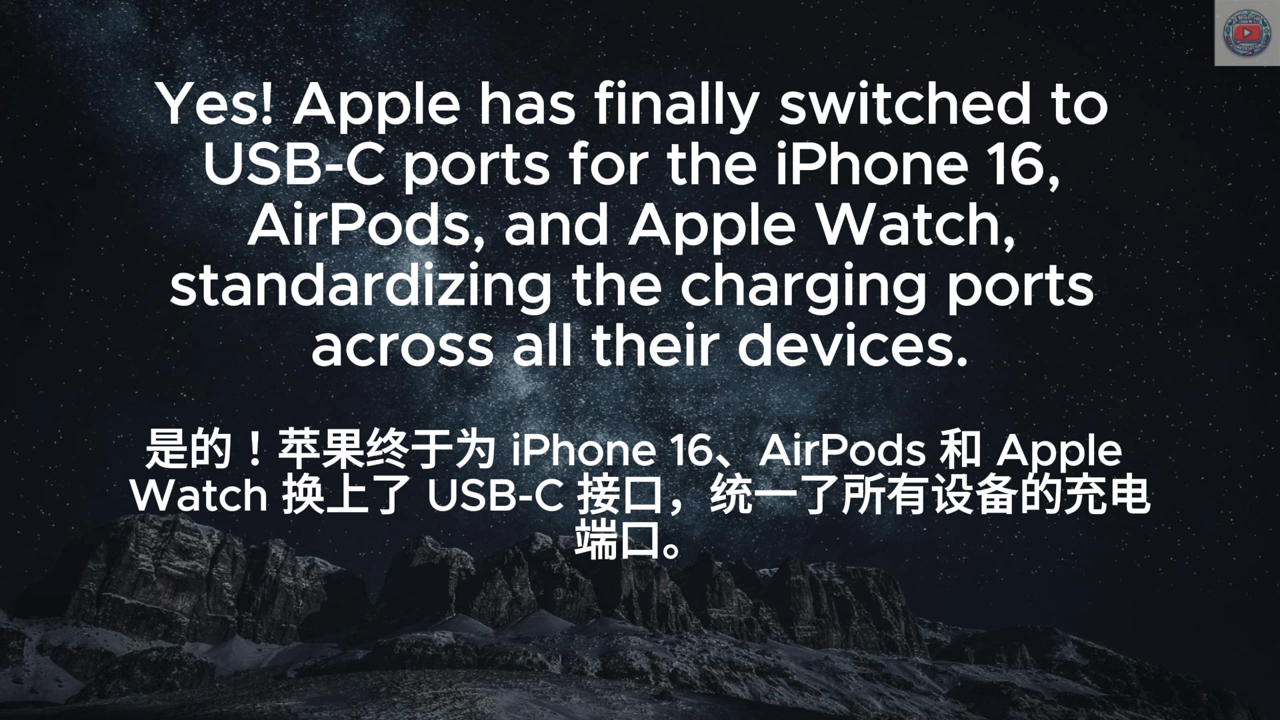 Yes! Apple has finally switched to
USB-C ports for the iPhone 16,
AirPods, and Apple Watch,
standardizing the charging ports
across all their devices.
是的！苹果终于为 iPhone 16、AirPods 和 Apple
Watch 换上了 USB-C 接口，统一了所有设备的充电
端口。